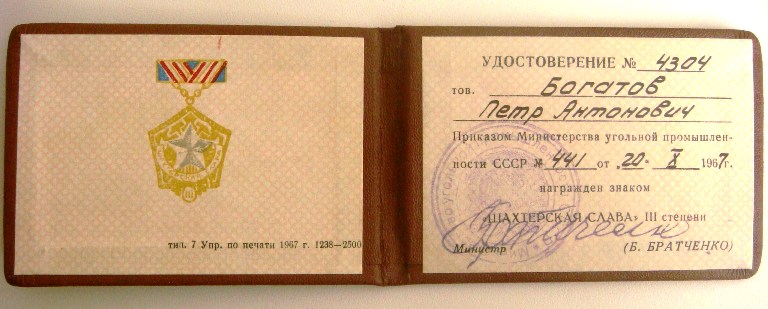 тип. 7 Упр. по печати 1967 г. 1238—2500
УДОСТОВЕРЕНИЕ № 4304
тов. Богатов
Петр Антонович
Приказом Министерства угольной промышлен-
ности СССР № 441 от 20 - X 1967г.
награжден знаком
«ШАХТЕРСКАЯ СЛАВА» III степени
Министр (Б. БРАТЧЕНКО)